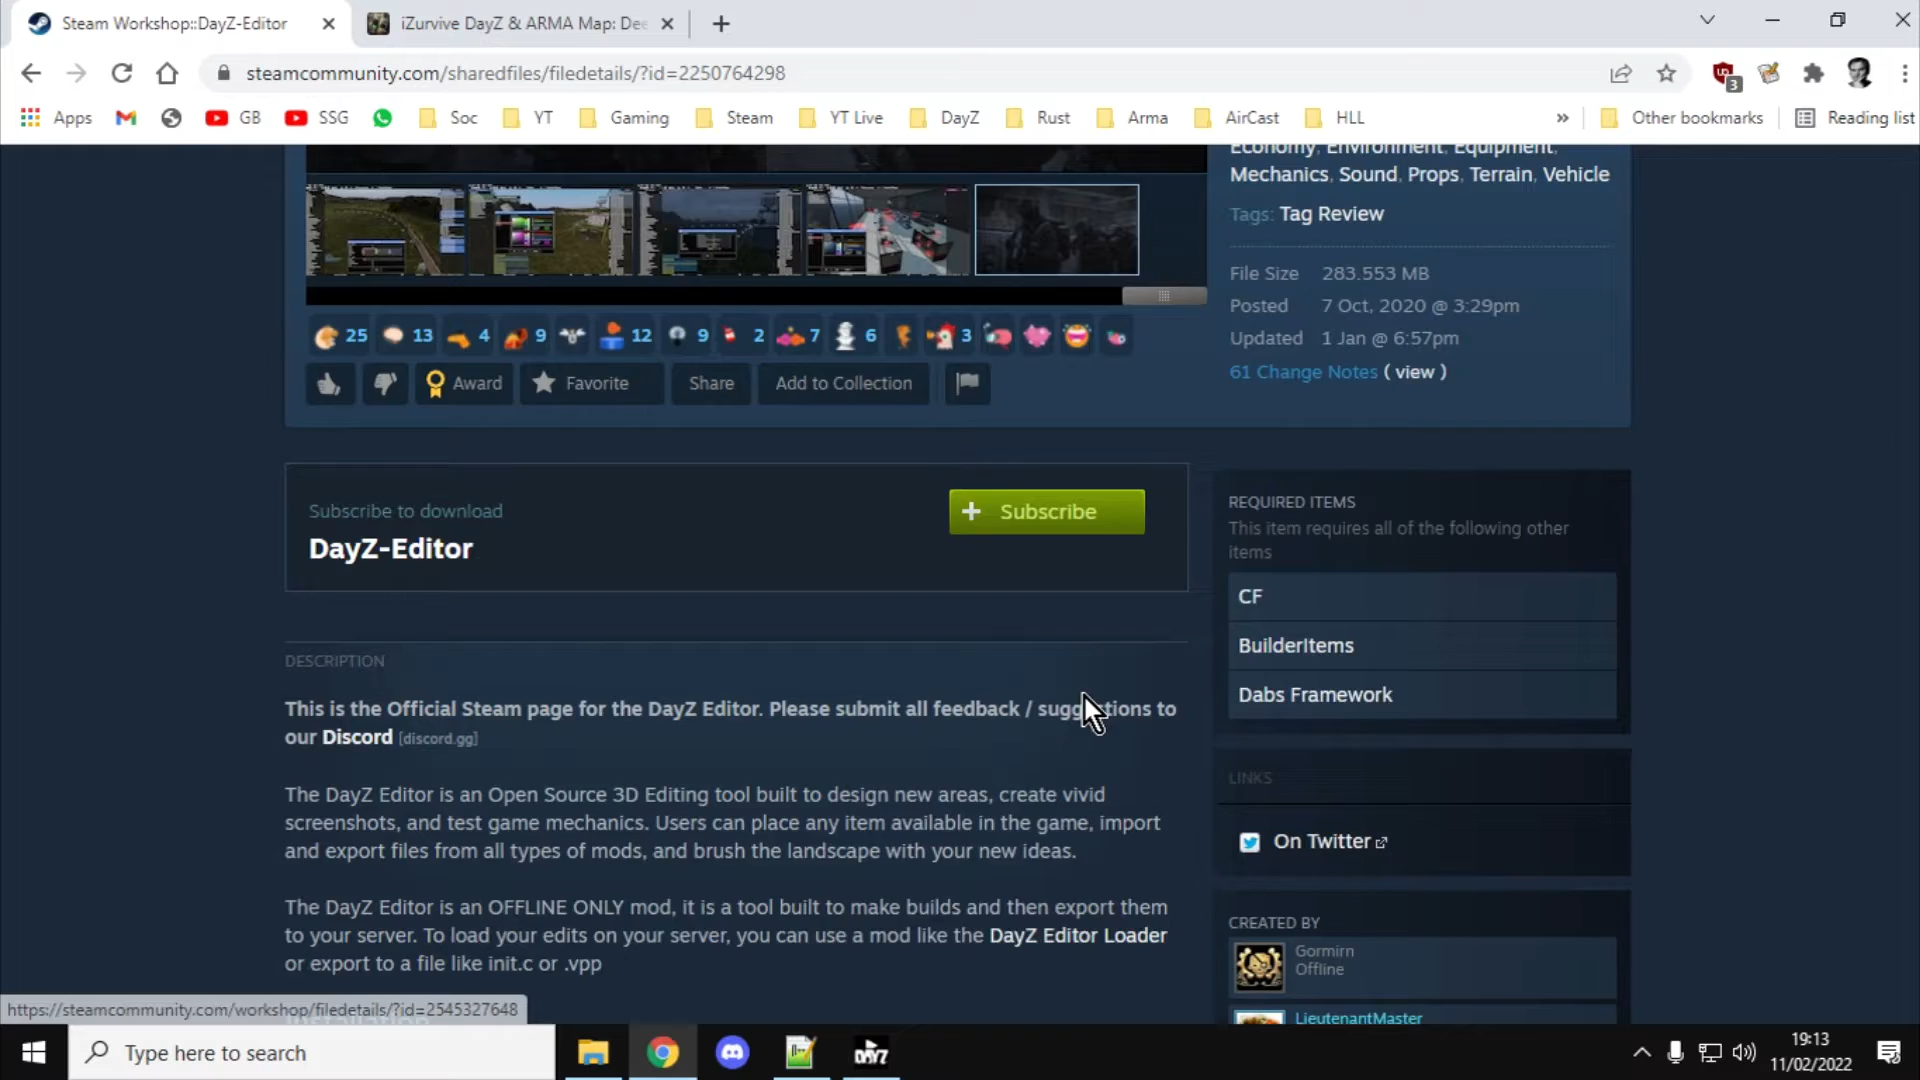 Steam Workshop::DayZ-Editor
iZurvive DayZ & ARMA Map: Dee
steamcommunity.com/sharedfiles/filedetails/?id=2250764298
3
Apps
GB
SSG
Soc
YT
Gaming
Steam
YT Live
DayZ
Rust
Arma
AirCast
HLL
»
Other bookmarks
Reading list
Economy, Environment, Equipment,
Mechanics, Sound, Props, Terrain, Vehicle
Tags: Tag Review
File Size 283.553 MB
Posted 7 Oct, 2020 @ 3:29pm
Updated 1 Jan @ 6:57pm
61 Change Notes ( view )
25 13 4 9 12 9 2 7 6 3
Award
Favorite
Share
Add to Collection
Subscribe to download
DayZ-Editor
+ Subscribe
REQUIRED ITEMS
This item requires all of the following other
items
CF
BuilderItems
Dabs Framework
DESCRIPTION
This is the Official Steam page for the DayZ Editor. Please submit all feedback / suggestions to
our Discord [discord.gg]
The DayZ Editor is an Open Source 3D Editing tool built to design new areas, create vivid
screenshots, and test game mechanics. Users can place any item available in the game, import
and export files from all types of mods, and brush the landscape with your new ideas.
The DayZ Editor is an OFFLINE ONLY mod, it is a tool built to make builds and then export them
to your server. To load your edits on your server, you can use a mod like the DayZ Editor Loader
or export to a file like init.c or .vpp
LINKS
On Twitter
CREATED BY
Gormirn
Offline
LieutenantMaster
https://steamcommunity.com/workshop/filedetails/?id=2545327648
Type here to search
DAYZ
19:13
11/02/2022